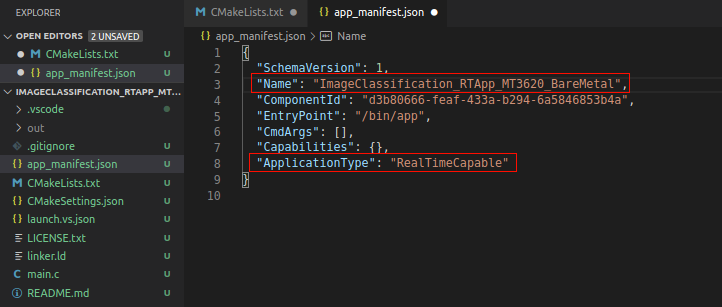 EXPLORER
OPEN EDITORS 2 UNSAVED
CMakeLists.txt U
app_manifest.json U
IMAGECLASSIFICATION_RTAPP_MT...
.vscode
out
.gitignore U
app_manifest.json U
CMakeLists.txt U
CMakeSettings.json U
launch.vs.json U
LICENSE.txt U
linker.ld U
main.c U
README.md U
CMakeLists.txt app_manifest.json
app_manifest.json > Name
1 {
2 "SchemaVersion": 1,
3 "Name": "ImageClassification_RTApp_MT3620_BareMetal",
4 "ComponentId": "d3b80666-feaf-433a-b294-6a5846853b4a",
5 "EntryPoint": "/bin/app",
6 "CmdArgs": [],
7 "Capabilities": {},
8 "ApplicationType": "RealTimeCapable"
9 }
10